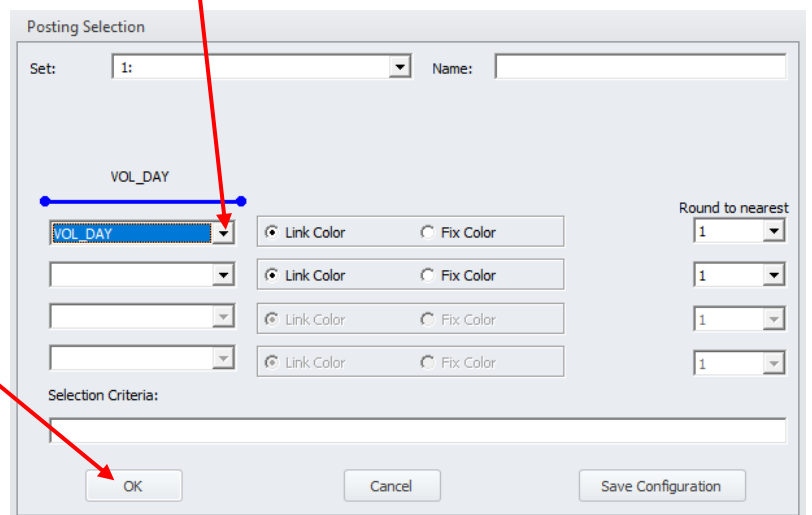 Posting Selection
Set: 1: Name:
VOL_DAY
Round to nearest
VOL_DAY Link Color Fix Color 1
Link Color Fix Color 1
Link Color Fix Color 1
Link Color Fix Color 1
Selection Criteria:
OK Cancel Save Configuration